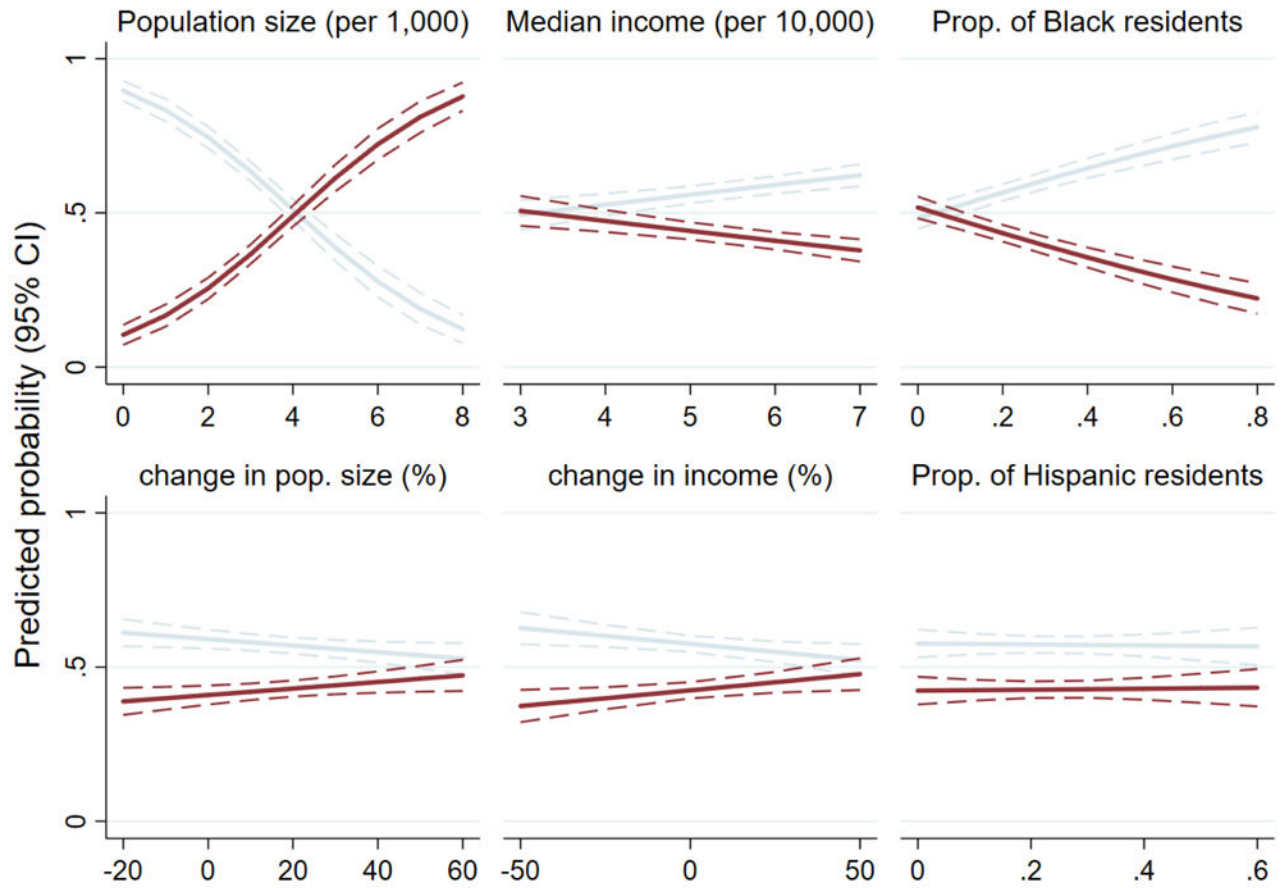 Predicted probability (95% CI)
Population size (per 1,000)
Median income (per 10,000)
Prop. of Black residents
1
.5
0
0 2 4 6 8
3 4 5 6 7
0 .2 .4 .6 .8
change in pop. size (%)
change in income (%)
Prop. of Hispanic residents
1
.5
0
-20 0 20 40 60
-50 0 50
0 .2 .4 .6